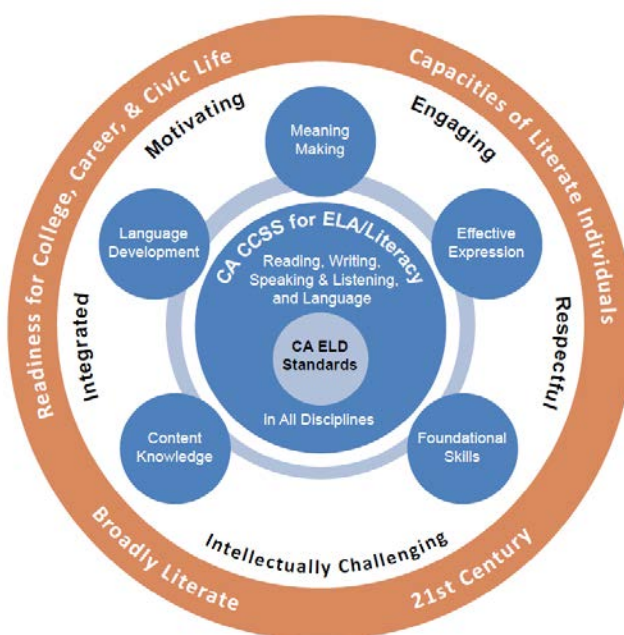 Readiness for College, Career, & Civic Life
Capacities of Literate Individuals
Broadly Literate
21st Century
Motivating
Engaging
Integrated
Respectful
Intellectually Challenging
Meaning
Making
Language
Development
Effective
Expression
Content
Knowledge
Foundational
Skills
CA CCSS for ELA/Literacy
Reading, Writing,
Speaking & Listening,
and Language
CA ELD
Standards
in All Disciplines